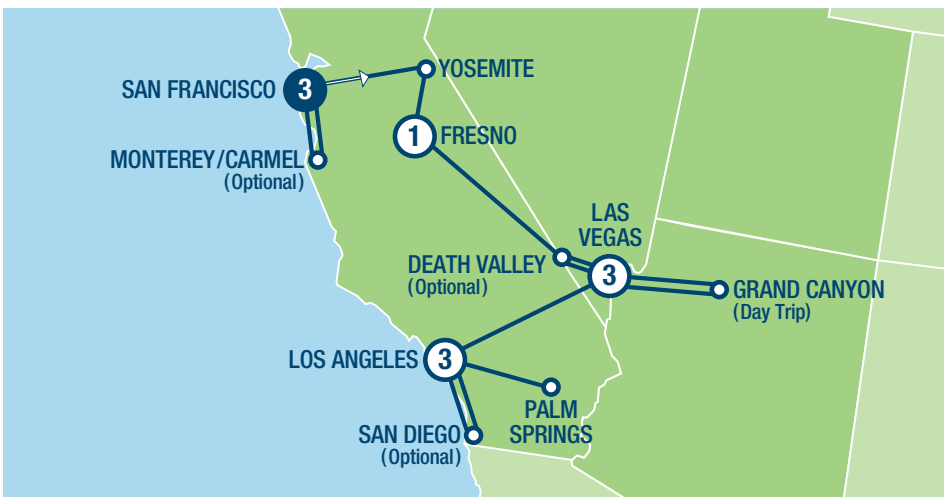 SAN FRANCISCO
3
YOSEMITE
1
FRESNO
MONTEREY/CARMEL
(Optional)
LAS
VEGAS
DEATH VALLEY
(Optional)
3
GRAND CANYON
(Day Trip)
LOS ANGELES
3
PALM
SPRINGS
SAN DIEGO
(Optional)